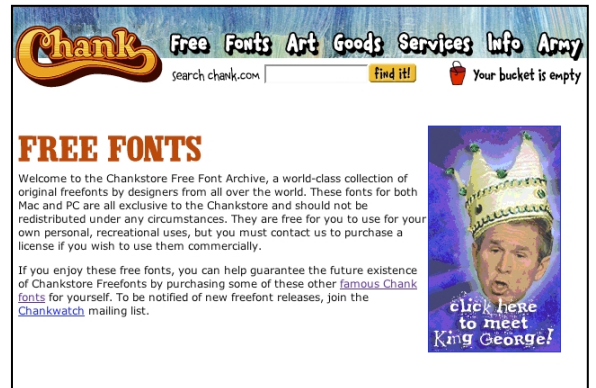 Chank
Free Fonts Art Goods Services Info Army
search chank.com find it! Your bucket is empty
FREE FONTS
Welcome to the Chankstore Free Font Archive, a world-class collection of
original freefonts by designers from all over the world. These fonts for both
Mac and PC are all exclusive to the Chankstore and should not be
redistributed under any circumstances. They are free for you to use for your
own personal, recreational uses, but you must contact us to purchase a
license if you wish to use them commercially.
If you enjoy these free fonts, you can help guarantee the future existence
of Chankstore Freefonts by purchasing some of these other famous Chank
fonts for yourself. To be notified of new freefont releases, join the
Chankwatch mailing list.
click here
to meet
King George!